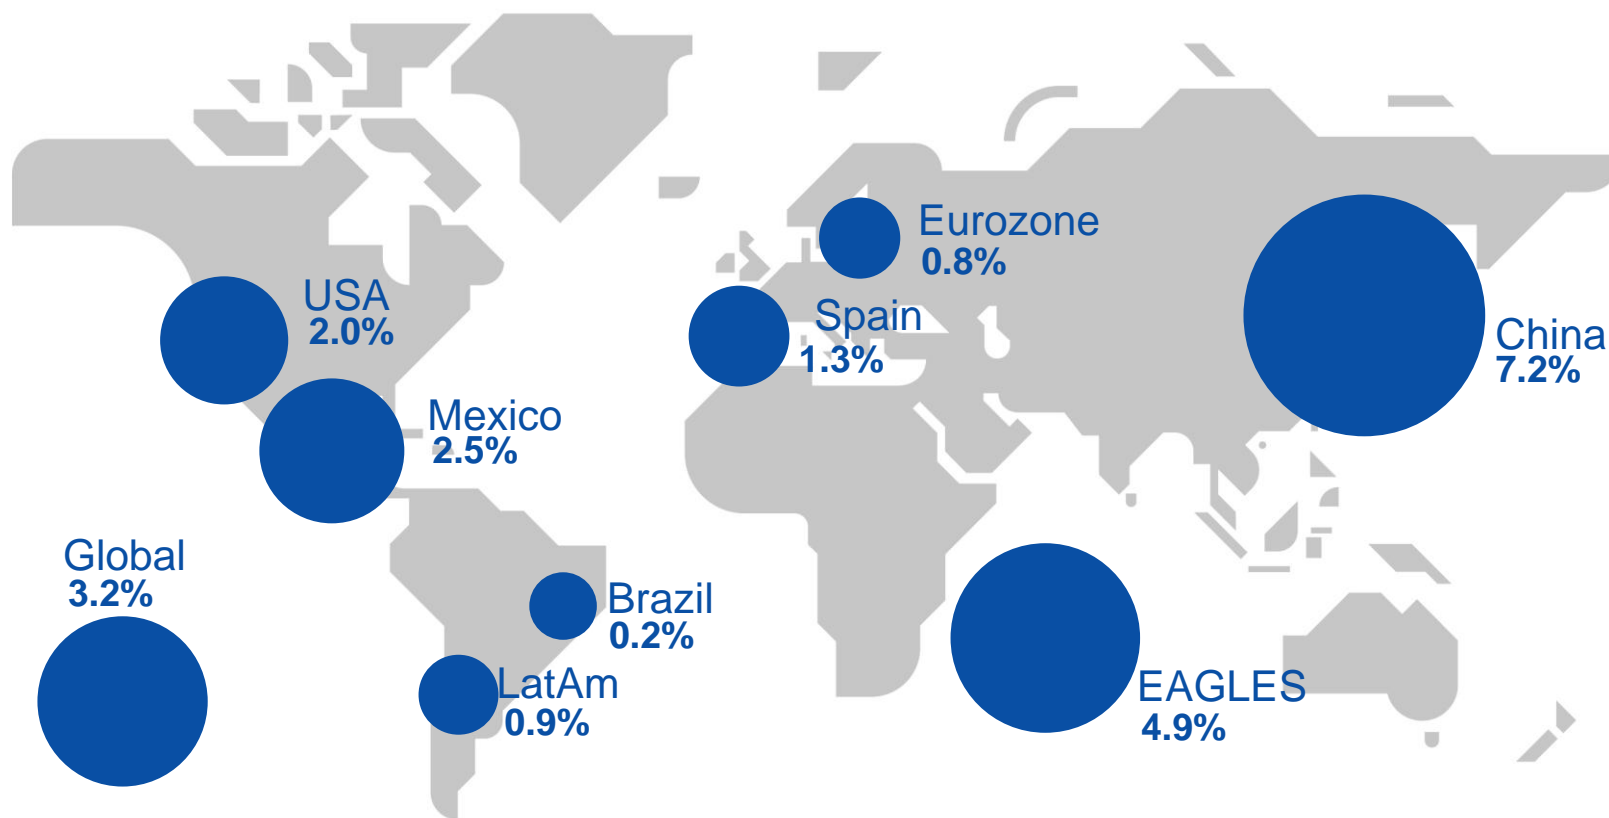 Eurozone
0.8%
USA
2.0%
Spain
1.3%
China
7.2%
Mexico
2.5%
Global
3.2%
Brazil
0.2%
LatAm
0.9%
EAGLES
4.9%